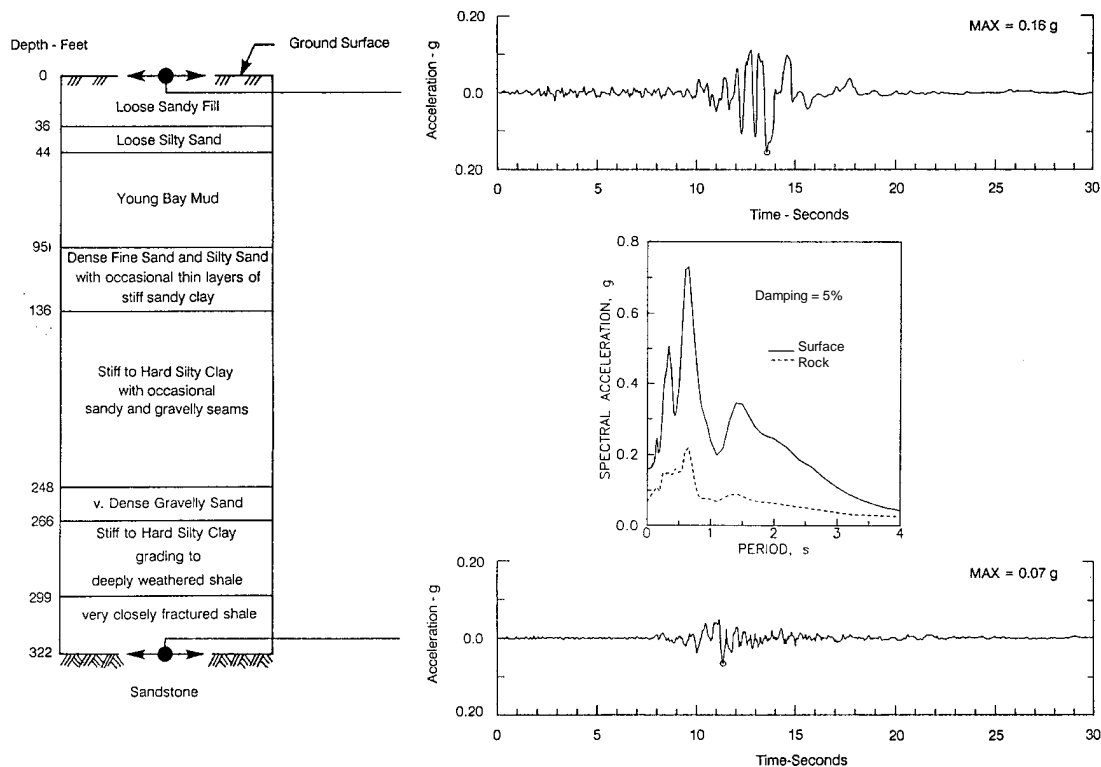 Depth - Feet
Ground Surface
0
Loose Sandy Fill
36
Loose Silty Sand
44
Young Bay Mud
95
Dense Fine Sand and Silty Sand
with occasional thin layers of
stiff sandy clay
136
Stiff to Hard Silty Clay
with occasional
sandy and gravelly seams
248
v. Dense Gravelly Sand
266
Stiff to Hard Silty Clay
grading to
deeply weathered shale
299
very closely fractured shale
322
Sandstone
MAX = 0.16 g
Acceleration - g
0.20
0.0
0.20
0 5 10 15 20 25 30
Time - Seconds
SPECTRAL ACCELERATION, g
0.8
0.6
0.4
0.2
0.0
Damping = 5%
Surface
Rock
0 1 2 3 4
PERIOD, s
MAX = 0.07 g
Acceleration - g
0.20
0.0
0.20
0 5 10 15 20 25 30
Time-Seconds